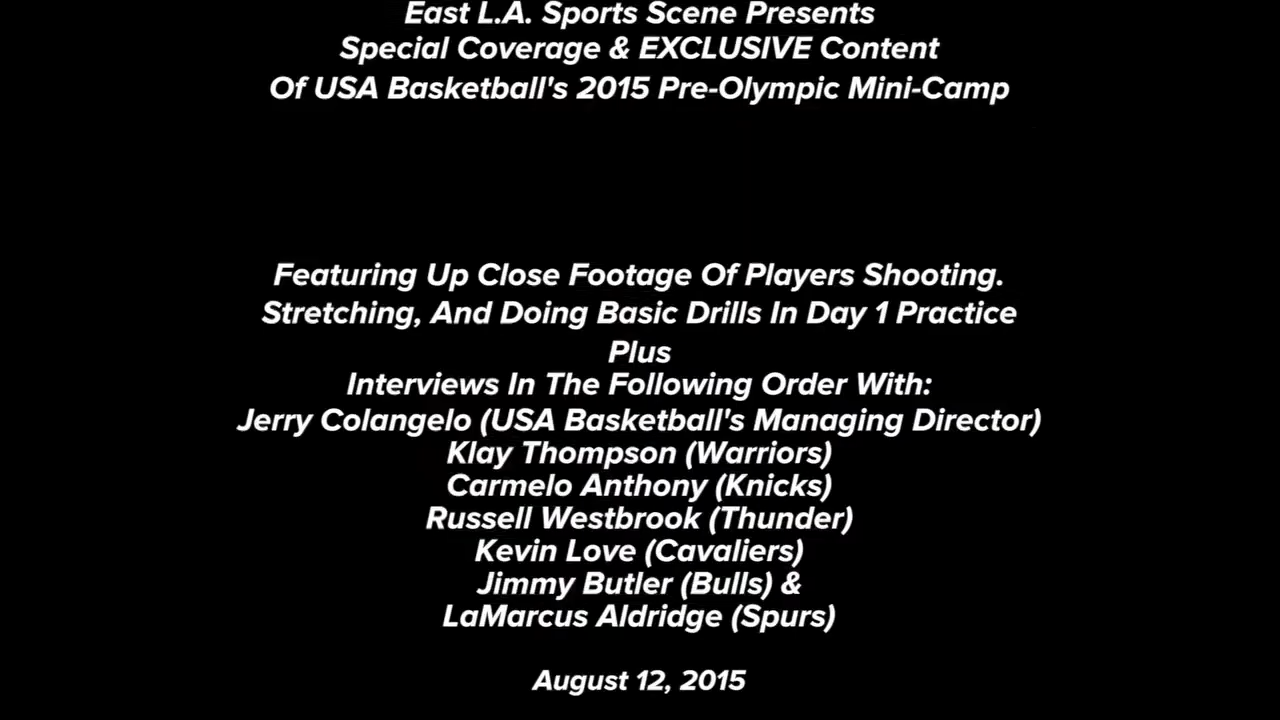 East L.A. Sports Scene Presents
Special Coverage & EXCLUSIVE Content
Of USA Basketball's 2015 Pre-Olympic Mini-Camp
Featuring Up Close Footage Of Players Shooting.
Stretching, And Doing Basic Drills In Day 1 Practice
Plus
Interviews In The Following Order With:
Jerry Colangelo (USA Basketball's Managing Director)
Klay Thompson (Warriors)
Carmelo Anthony (Knicks)
Russell Westbrook (Thunder)
Kevin Love (Cavaliers)
Jimmy Butler (Bulls) &
LaMarcus Aldridge (Spurs)
August 12, 2015